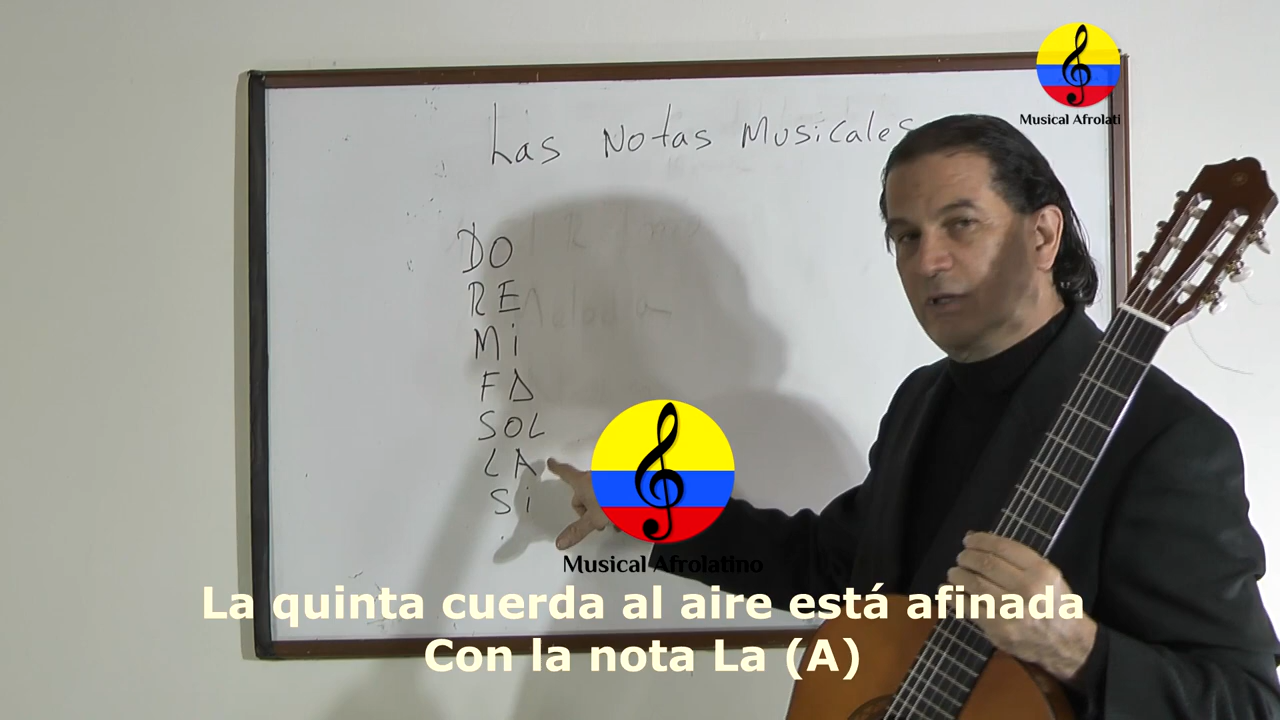 Musical Afrolati
Las Notas Musicales
DO
RE
Mi
FA
SOL
LA
Si
Musical Afrolatino
La quinta cuerda al aire está afinada
Con la nota La (A)